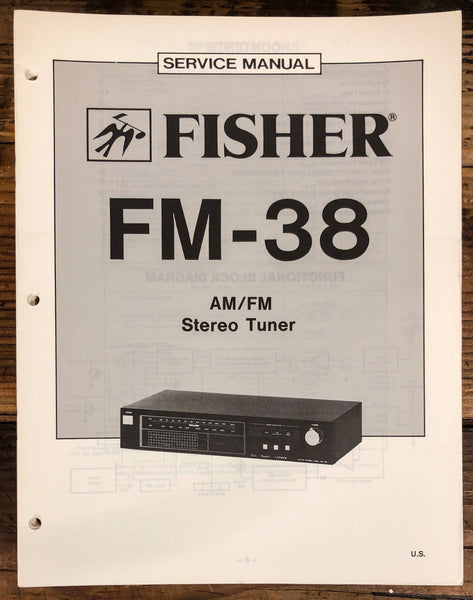 SERVICE MANUAL
FISHER®
FM-38
AM/FM
Stereo Tuner
U.S.